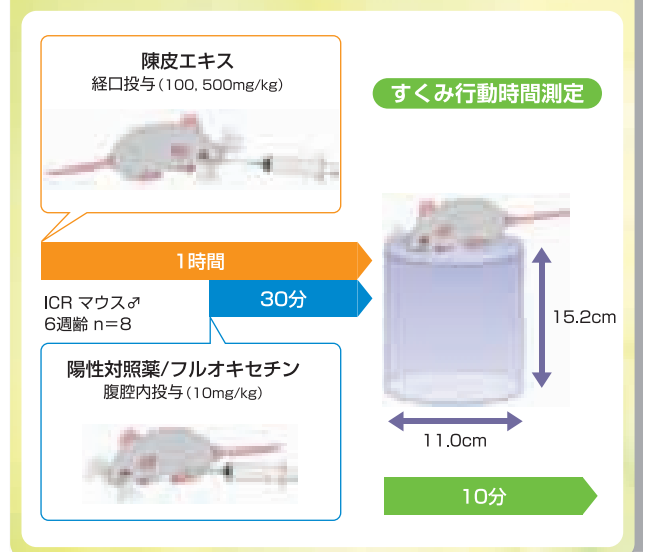 陳皮エキス
経口投与（100, 500mg/kg）
すくみ行動時間測定
1時間
30分
ICR マウス♂
6週齢 n＝8
15.2cm
陽性対照薬/フルオキセチン
腹腔内投与（10mg/kg）
11.0cm
10分